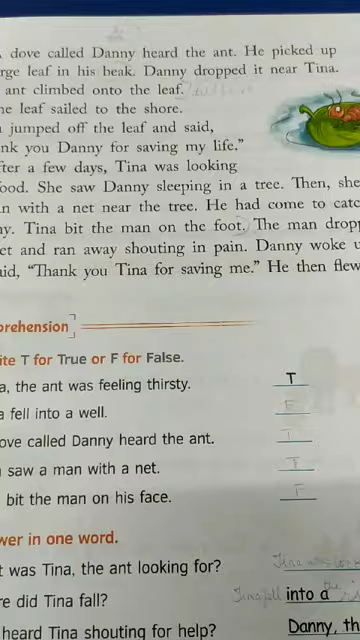 dove called Danny heard the ant. He picked up
rge leaf in his beak. Danny dropped it near Tina.
ant climbed onto the leaf.
he leaf sailed to the shore.
jumped off the leaf and said,
nk you Danny for saving my life."
fter a few days, Tina was looking
food. She saw Danny sleeping in a tree. Then, she
n with a net near the tree. He had come to catc
ny. Tina bit the man on the foot. The man dropp
et and ran away shouting in pain. Danny woke u
aid, "Thank you Tina for saving me." He then flew
prehension
ite T for True or F for False.
a, the ant was feeling thirsty. T
a fell into a well. F
ove called Danny heard the ant. T
saw a man with a net. T
bit the man on his face.
wer in one word.
t was Tina, the ant looking for? Tina was
re did Tina fall? Tina fell into a the
heard Tina shouting for help? Danny, th